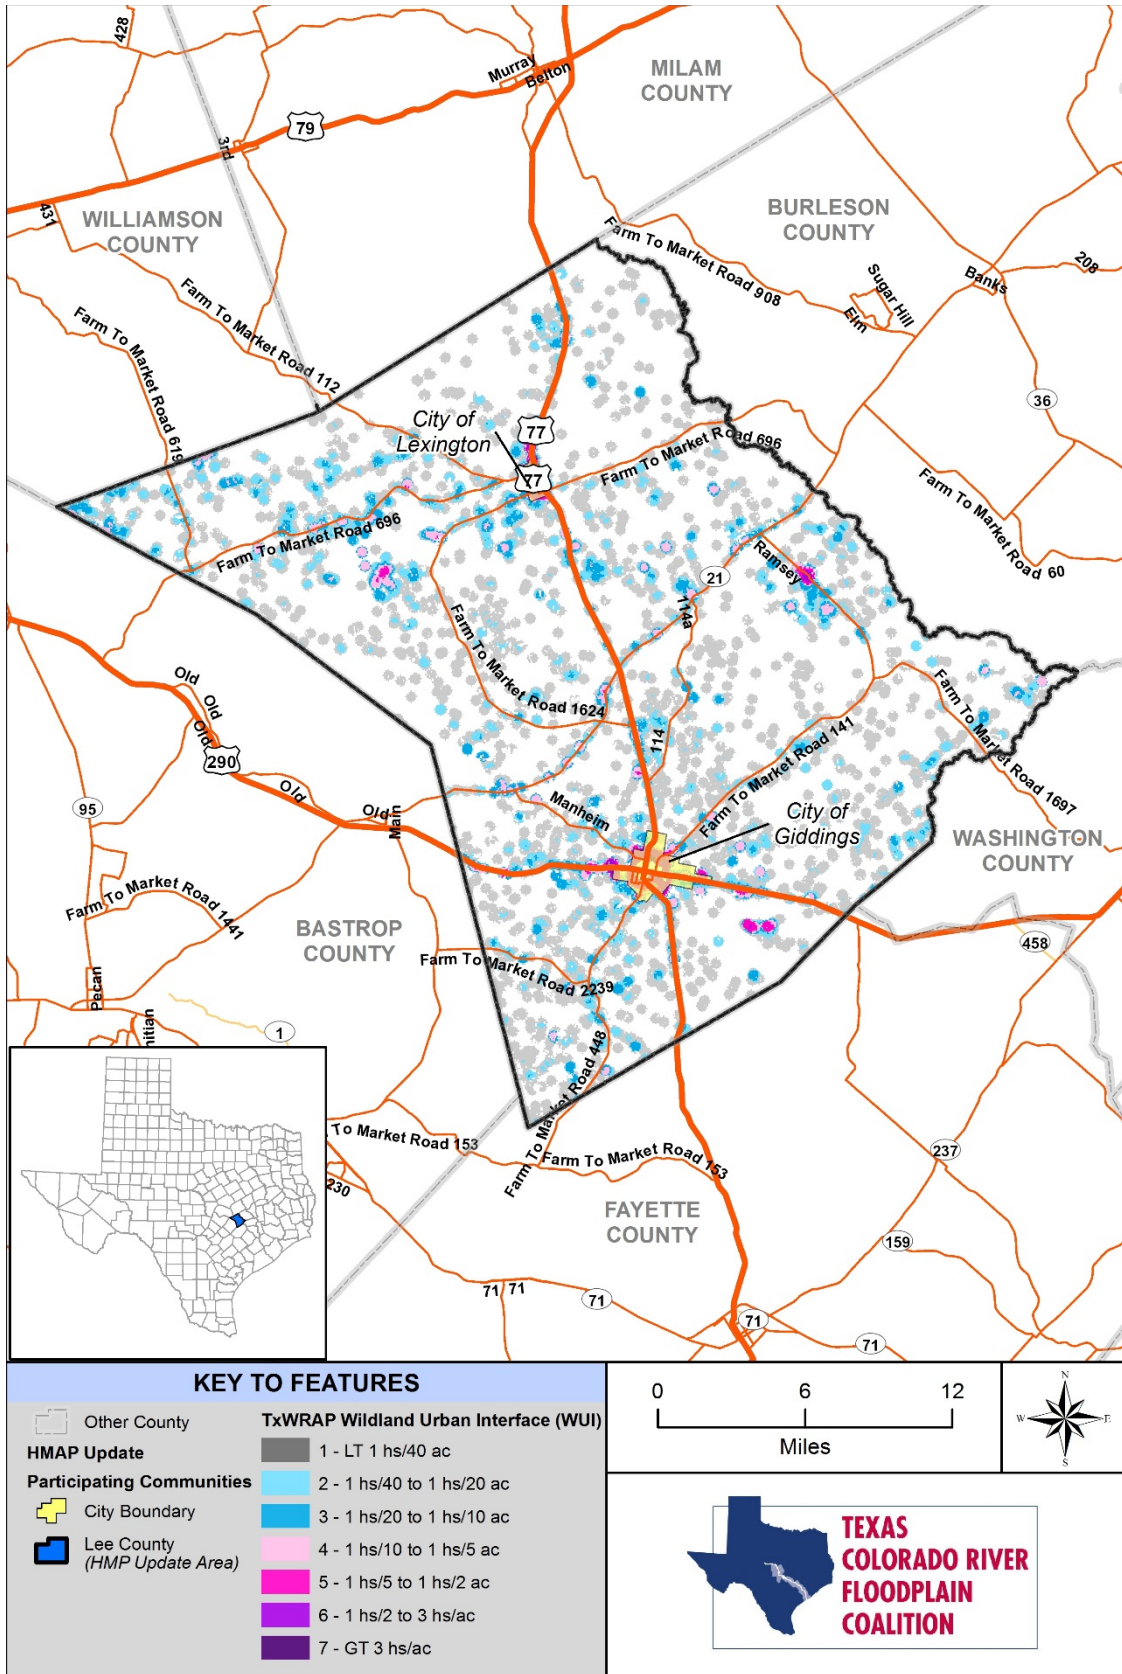 428
Murray
Belton
MILAM
COUNTY
79
3rd
431
WILLIAMSON
COUNTY
BURLESON
COUNTY
Farm To Market Road 908
Sugar Hill
Elm
Banks
208
Farm To Market Road 112
Farm To Market Road 619
36
City of
Lexington
77
77
Farm To Market Road 696
Farm To Market Road 60
Farm To Market Road 696
21
Ramsey
114a
Farm To Market Road 1624
114
Farm To Market Road 141
Farm To Market Road 1697
Old
Old
Old
290
Old
Old
Main
Manheim
City of
Giddings
95
WASHINGTON
COUNTY
Farm To Market Road 1441
BASTROP
COUNTY
458
Farm To Market Road 2239
Pecan
1
Farm To Market Road 448
To Market Road 153
Farm To Market Road 153
230
237
FAYETTE
COUNTY
159
71
71
71
71
71
KEY TO FEATURES
Other County
HMAP Update
Participating Communities
City Boundary
Lee County
(HMP Update Area)
TxWRAP Wildland Urban Interface (WUI)
1 - LT 1 hs/40 ac
2 - 1 hs/40 to 1 hs/20 ac
3 - 1 hs/20 to 1 hs/10 ac
4 - 1 hs/10 to 1 hs/5 ac
5 - 1 hs/5 to 1 hs/2 ac
6 - 1 hs/2 to 3 hs/ac
7 - GT 3 hs/ac
0 6 12
Miles
N
W E
S
TEXAS
COLORADO RIVER
FLOODPLAIN
COALITION